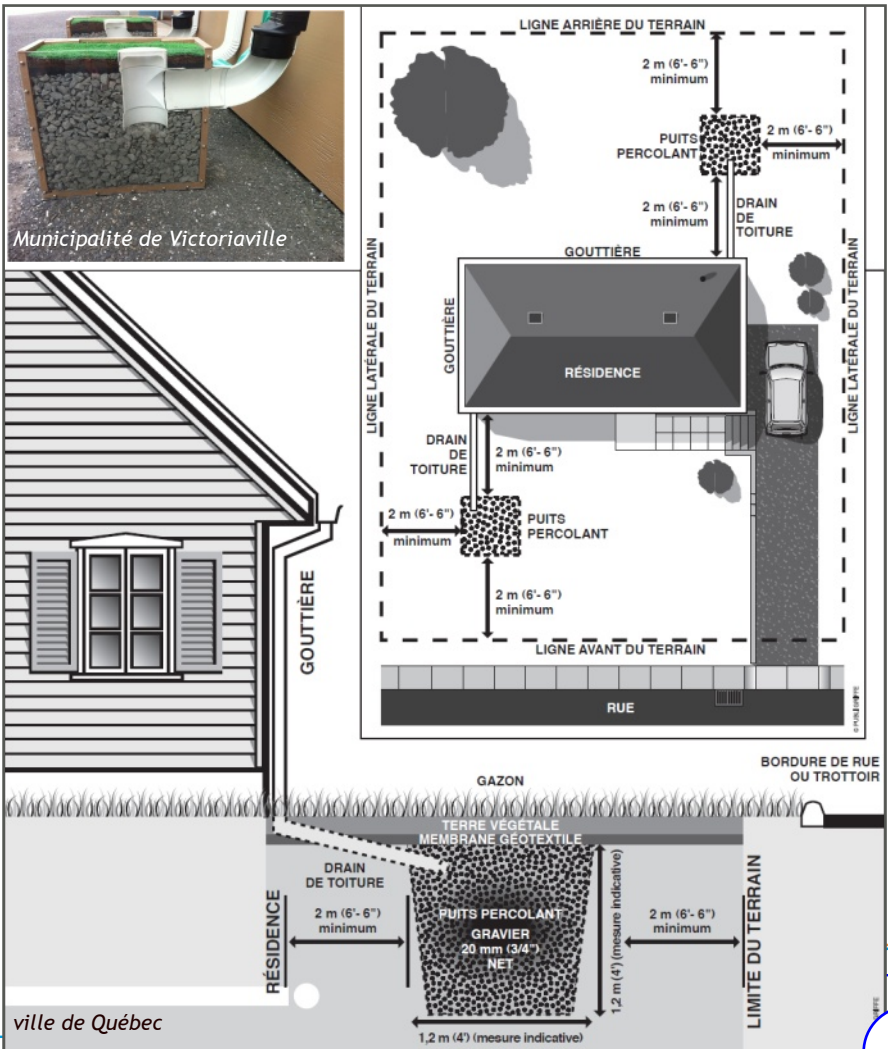 Municipalité de Victoriaville
LIGNE ARRIÈRE DU TERRAIN
2 m (6'- 6")
minimum
PUITS
PERCOLANT
2 m (6'- 6")
minimum
2 m (6'- 6")
minimum
DRAIN
DE
TOITURE
GOUTTIÈRE
GOUTTIÈRE
LIGNE LATÉRALE DU TERRAIN
LIGNE LATÉRALE DU TERRAIN
RÉSIDENCE
DRAIN
DE
TOITURE
2 m (6'- 6")
minimum
2 m (6'- 6")
minimum
PUITS
PERCOLANT
2 m (6'- 6")
minimum
LIGNE AVANT DU TERRAIN
RUE
© PUBLIGRIFFE
GOUTTIÈRE
BORDURE DE RUE
OU TROTTOIR
GAZON
TERRE VÉGÉTALE
MEMBRANE GÉOTEXTILE
DRAIN
DE TOITURE
RÉSIDENCE
2 m (6'- 6")
minimum
PUITS PERCOLANT
GRAVIER
20 mm (3/4")
NET
1,2 m (4') (mesure indicative)
2 m (6'- 6")
minimum
LIMITE DU TERRAIN
1,2 m (4') (mesure indicative)
ville de Québec